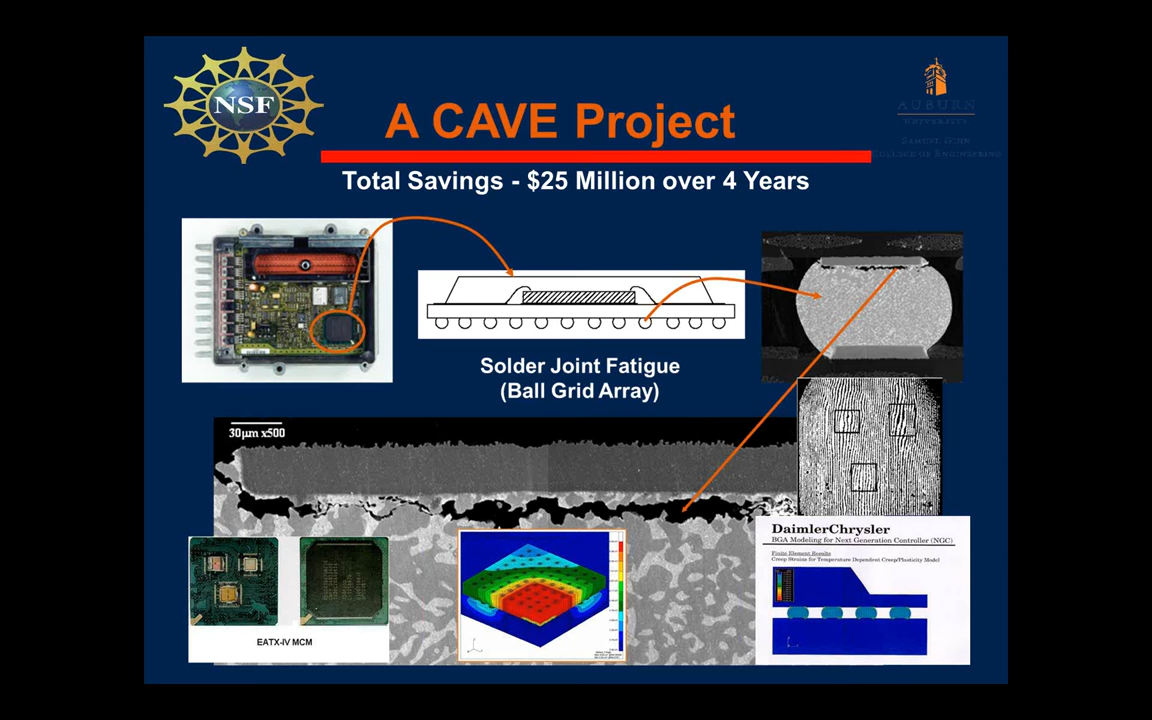 NSF
A CAVE Project
AUBURN
UNIVERSITY
SAMUEL GINN
COLLEGE OF ENGINEERING
Total Savings - $25 Million over 4 Years
Solder Joint Fatigue
(Ball Grid Array)
30µm x500
DaimlerChrysler
BGA Modeling for Next Generation Controller (NGC)
Finite Element Results
Creep Strains for Temperature Dependent Creep/Plasticity Model
EATX-IV MCM